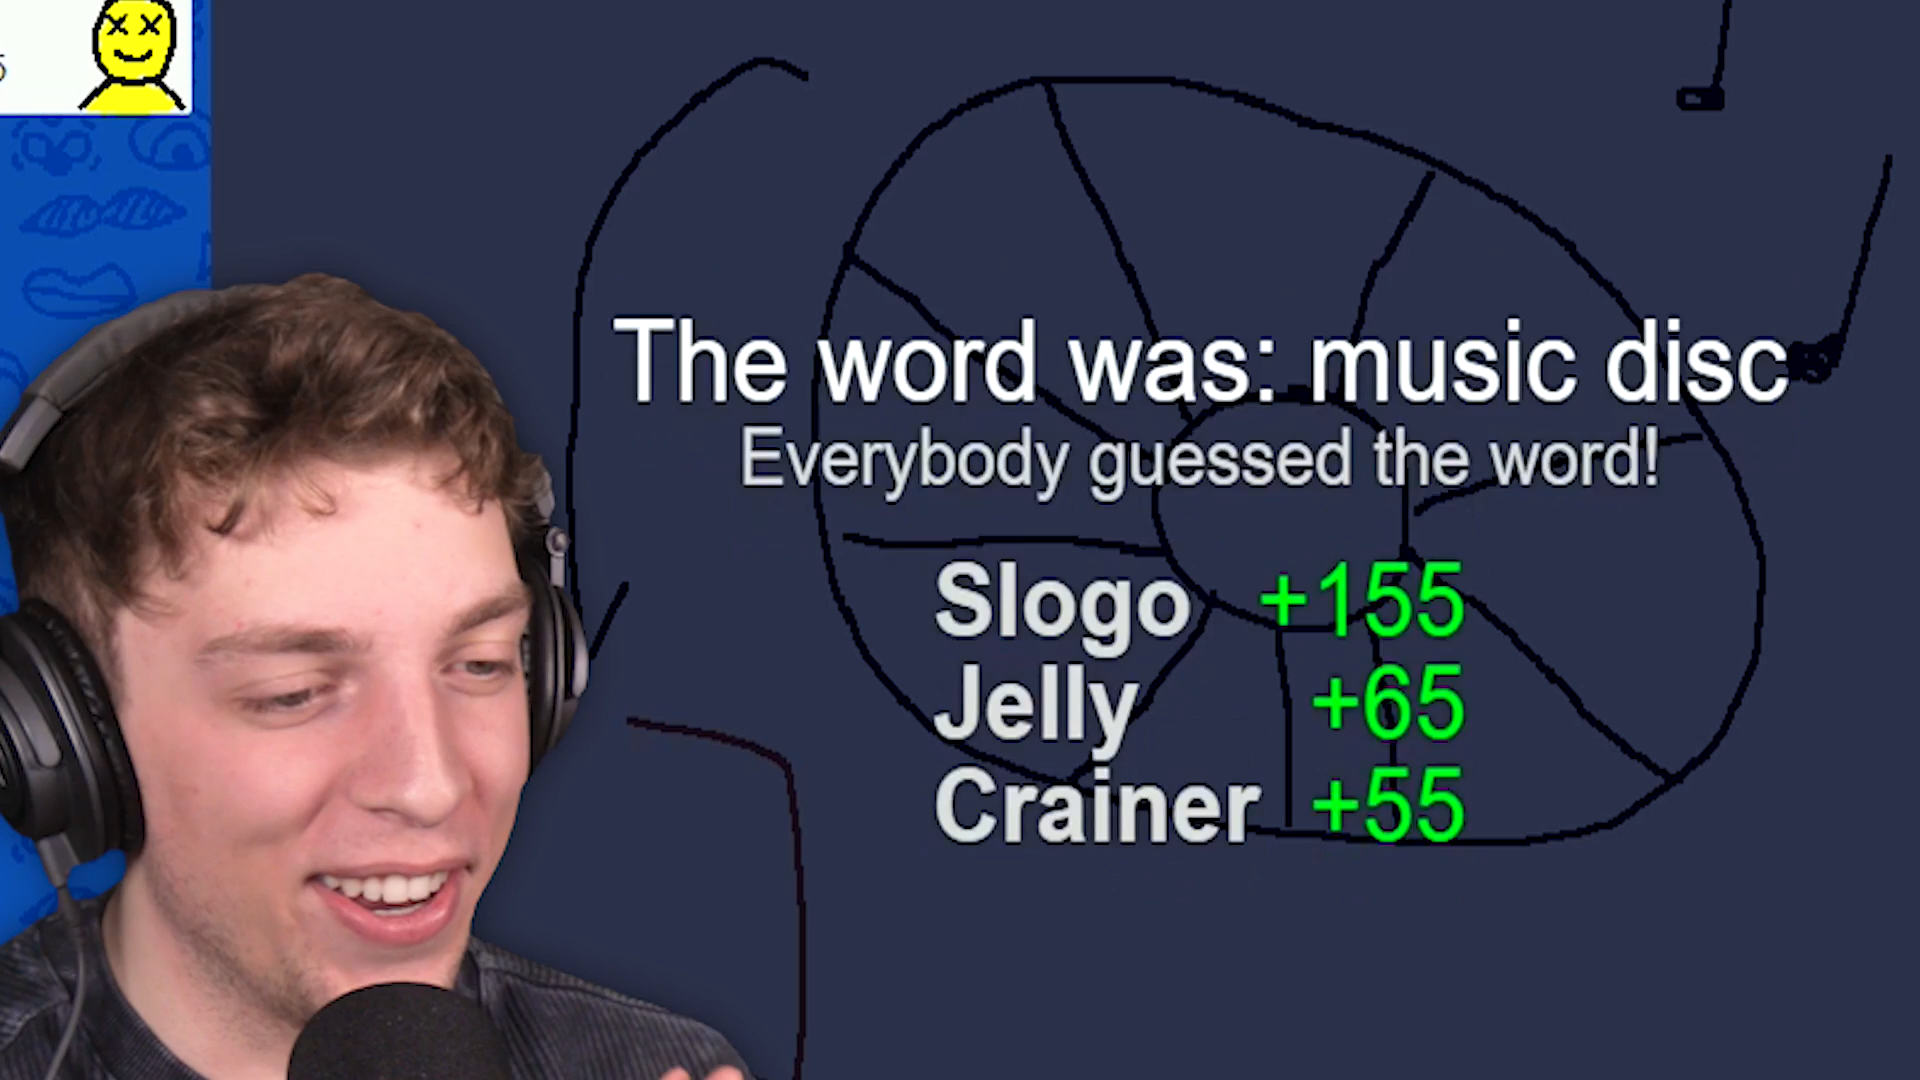 The word was: music disc
Everybody guessed the word!
Slogo +155
Jelly +65
Crainer +55